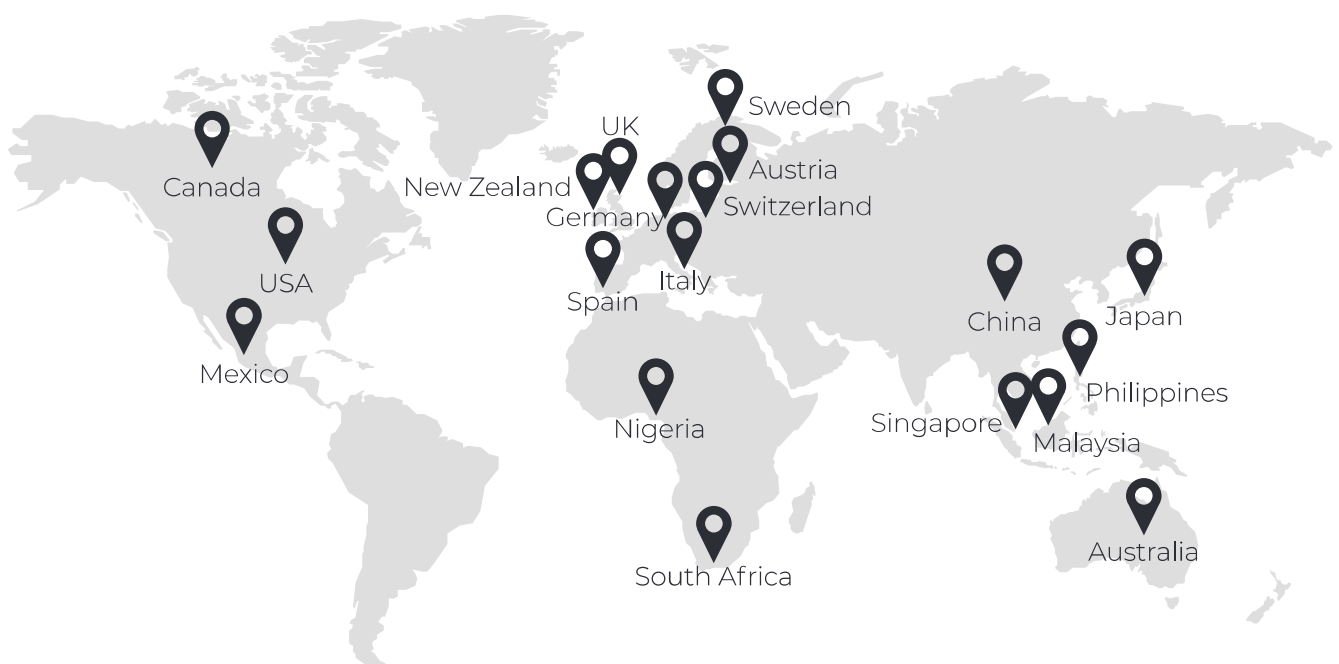 Sweden
UK
Austria
Canada
New Zealand
Switzerland
Germany
USA
Italy
Spain
China
Japan
Mexico
Philippines
Singapore
Nigeria
Malaysia
Australia
South Africa